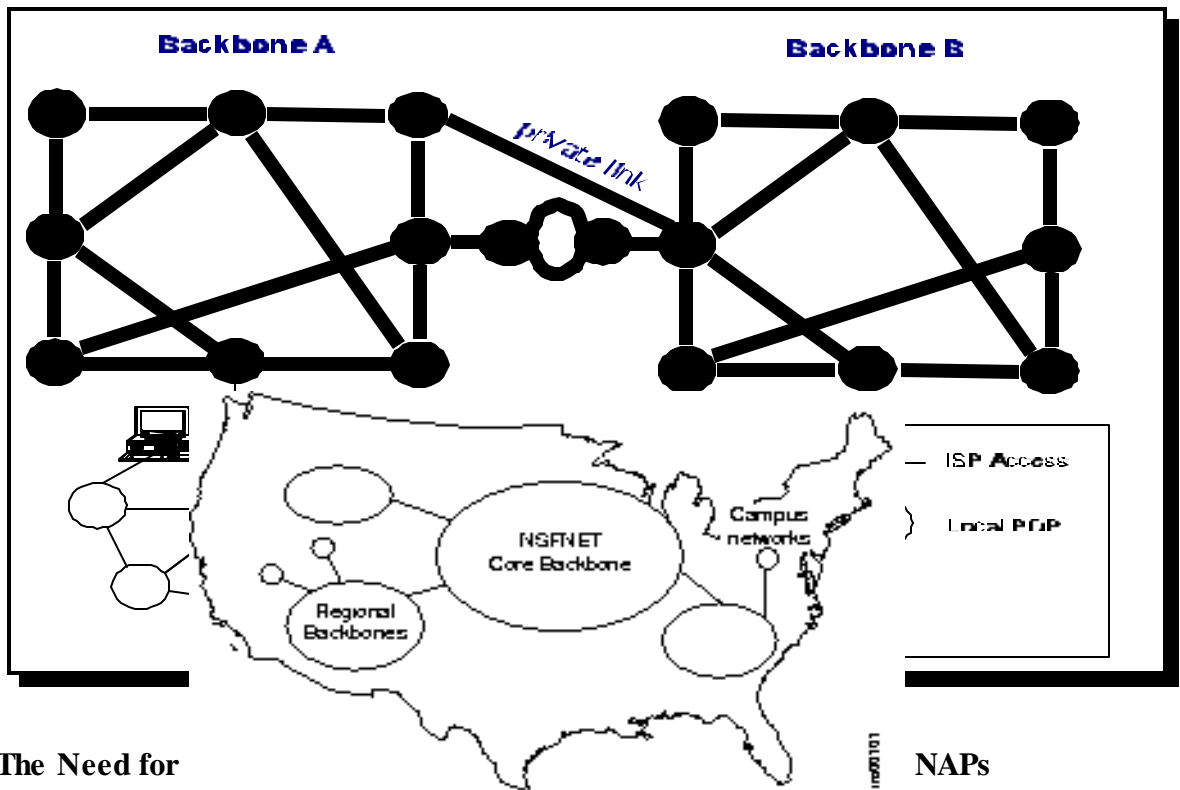 Backbone A
Backbone B
private link
ISP Access
Local POP
Campus
networks
NSFNET
Core Backbone
Regional
Backbones
The Need for NAPs